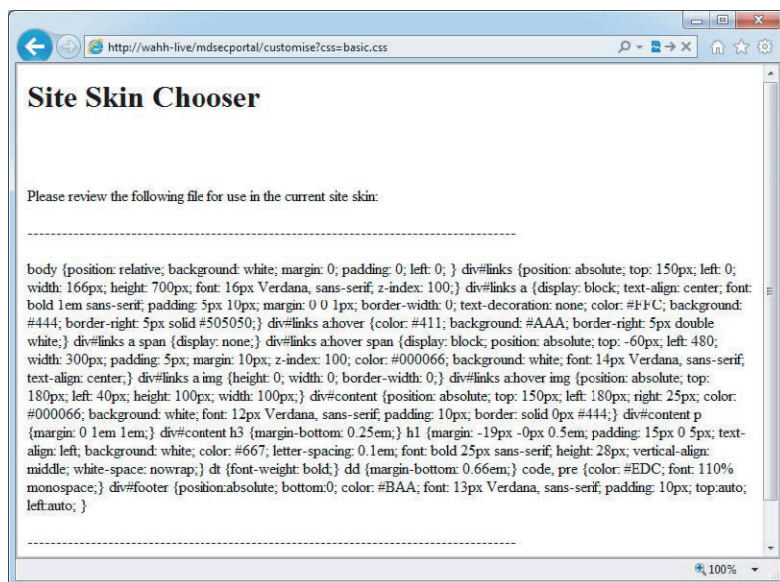 http://wahh-live/mdsecportal/customise?css=basic.css
Site Skin Chooser
Please review the following file for use in the current site skin:
--------------------------------------------------------------------------------
body {position: relative; background: white; margin: 0; padding: 0; left: 0; } div#links {position: absolute; top: 150px; left: 0;
width: 166px; height: 700px; font: 16px Verdana, sans-serif; z-index: 100;} div#links a {display: block; text-align: center; font:
bold 1em sans-serif; padding: 5px 10px; margin: 0 0 1px; border-width: 0; text-decoration: none; color: #FFC; background:
#444; border-right: 5px solid #505050;} div#links a:hover {color: #411; background: #AAA; border-right: 5px double
white;} div#links a span {display: none;} div#links a:hover span {display: block; position: absolute; top: -60px; left: 480;
width: 300px; padding: 5px; margin: 10px; z-index: 100; color: #000066; background: white; font: 14px Verdana, sans-serif;
text-align: center;} div#links a img {height: 0; width: 0; border-width: 0;} div#links a:hover img {position: absolute; top:
180px; left: 40px; height: 100px; width: 100px;} div#content {position: absolute; top: 150px; left: 180px; right: 25px; color:
#000066; background: white; font: 12px Verdana, sans-serif; padding: 10px; border: solid 0px #444;} div#content p
{margin: 0 1em 1em;} div#content h3 {margin-bottom: 0.25em;} h1 {margin: -19px -0px 0.5em; padding: 15px 0 5px; text-
align: left; background: white; color: #667; letter-spacing: 0.1em; font: bold 25px sans-serif; height: 28px; vertical-align:
middle; white-space: nowrap;} dt {font-weight: bold;} dd {margin-bottom: 0.66em;} code, pre {color: #EDC; font: 110%
monospace;} div#footer {position:absolute; bottom:0; color: #BAA; font: 13px Verdana, sans-serif; padding: 10px; top:auto;
left:auto; }
--------------------------------------------------------------------------------
100%